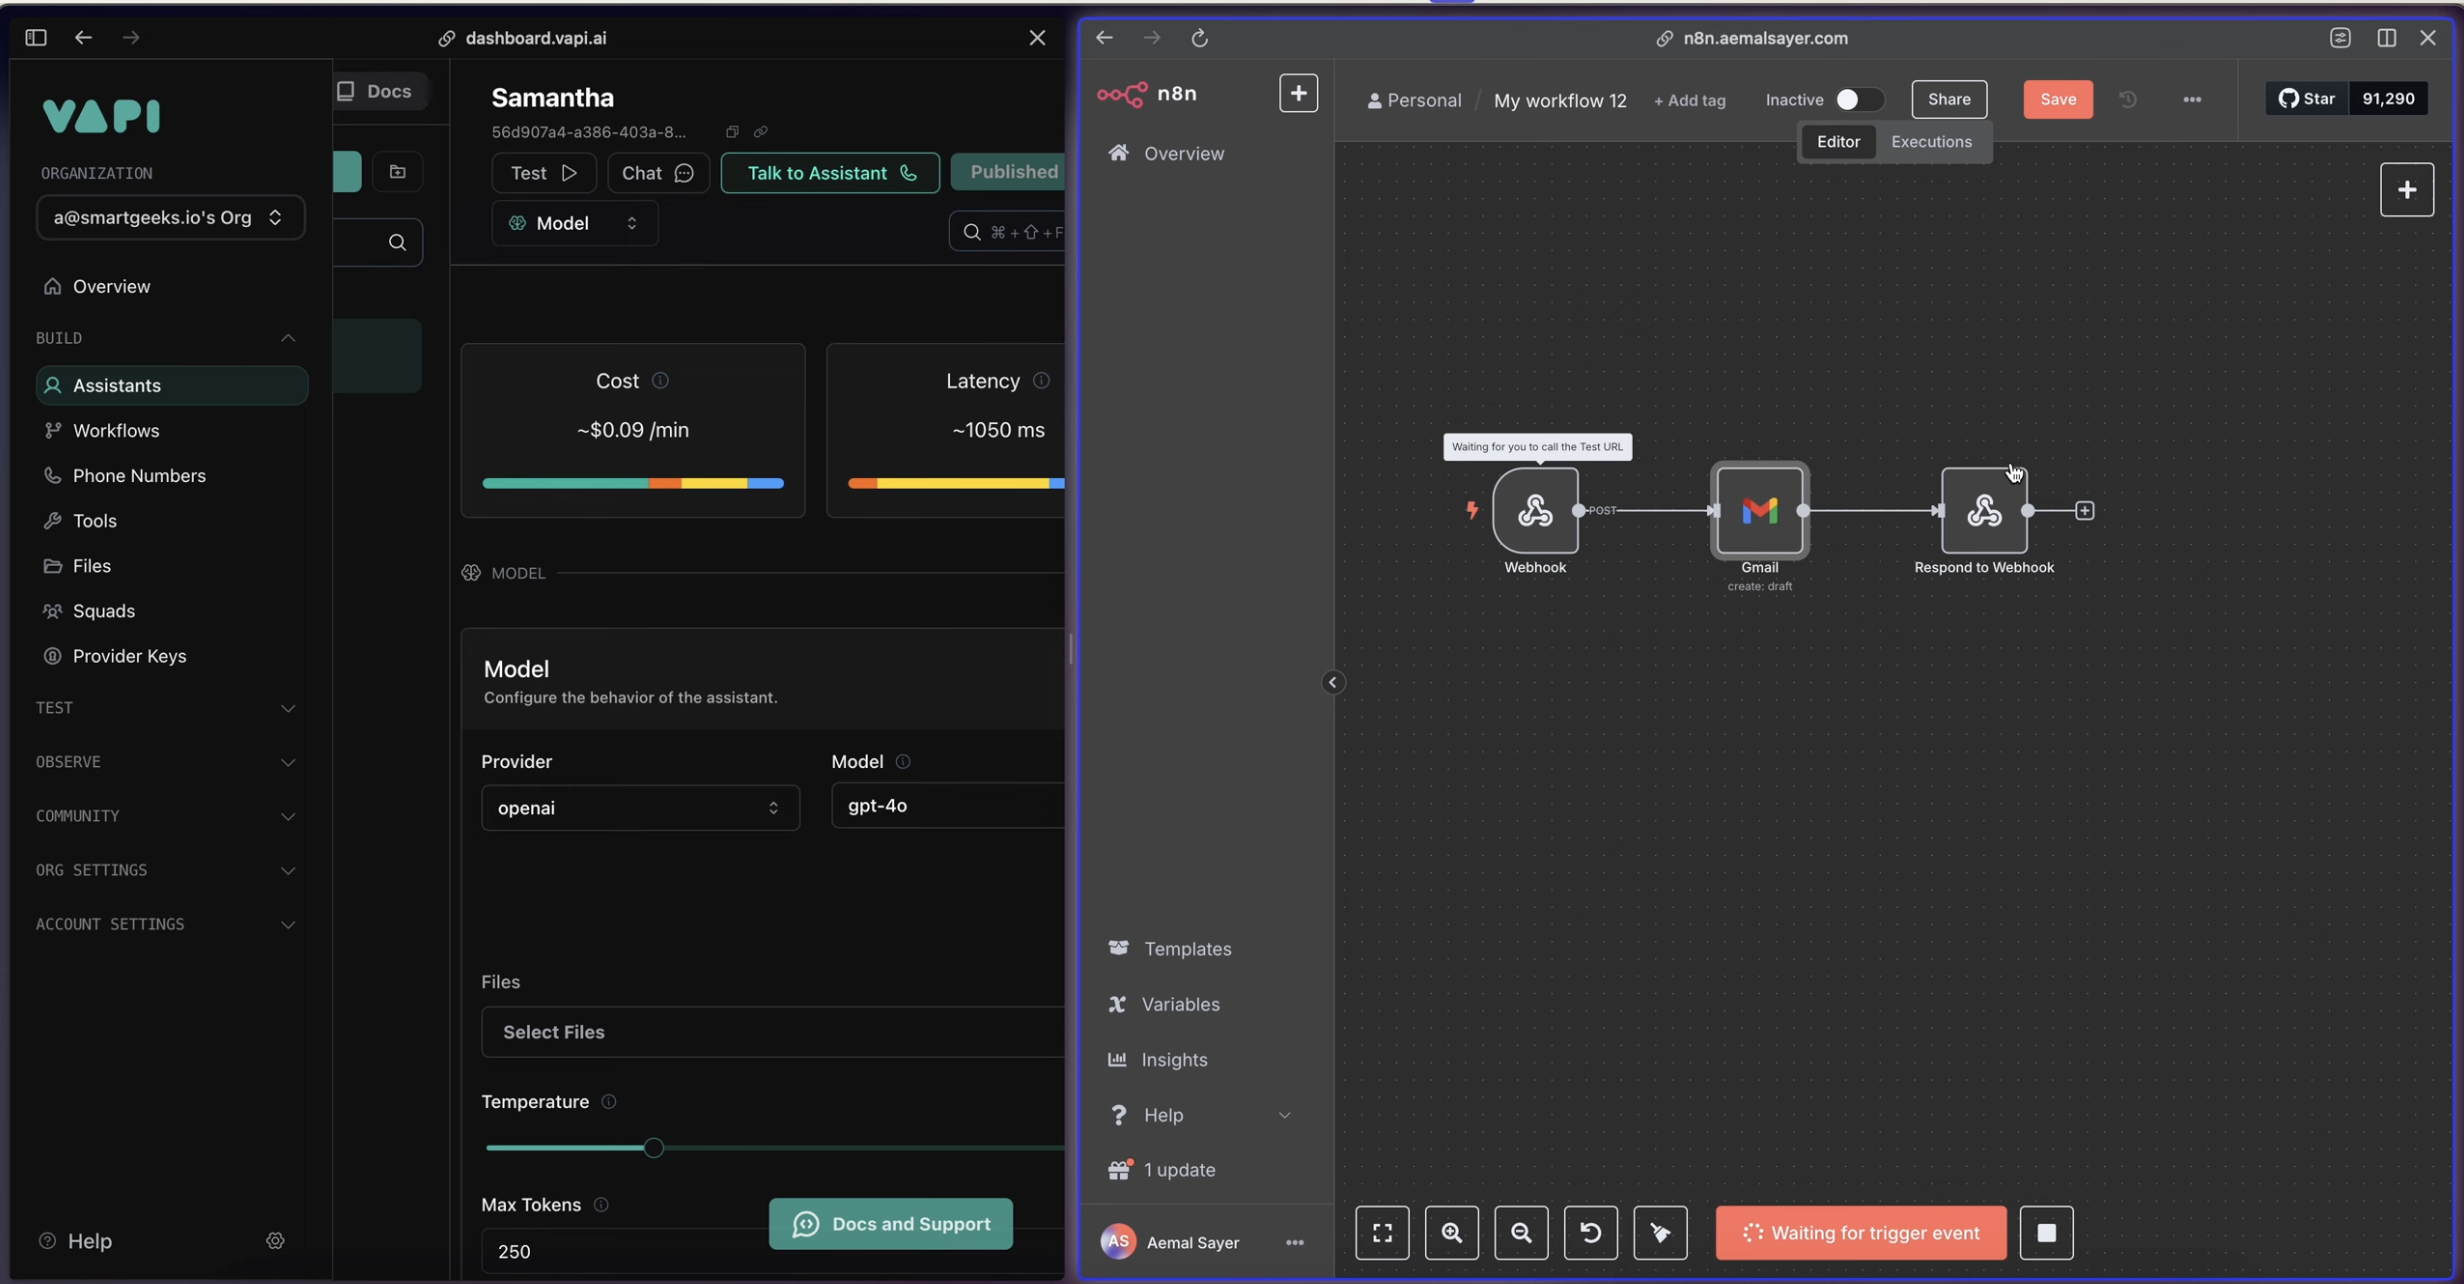 dashboard.vapi.ai
VAPI
Docs
ORGANIZATION
a@smartgeeks.io's Org
Overview
BUILD
Assistants
Workflows
Phone Numbers
Tools
Files
Squads
Provider Keys
TEST
OBSERVE
COMMUNITY
ORG SETTINGS
ACCOUNT SETTINGS
Help
Samantha
56d907a4-a386-403a-8...
Test
Chat
Talk to Assistant
Published
Model
⌘+⇧+F
Cost
~$0.09 /min
Latency
~1050 ms
MODEL
Model
Configure the behavior of the assistant.
Provider
openai
Model
gpt-4o
Files
Select Files
Temperature
Max Tokens
250
Docs and Support
n8n.aemalsayer.com
n8n
Overview
Personal / My workflow 12
+ Add tag
Inactive
Share
Save
Star 91,290
Editor
Executions
Waiting for you to call the Test URL
POST
Webhook
Gmail
create: draft
Respond to Webhook
Templates
Variables
Insights
Help
1 update
AS
Aemal Sayer
Waiting for trigger event